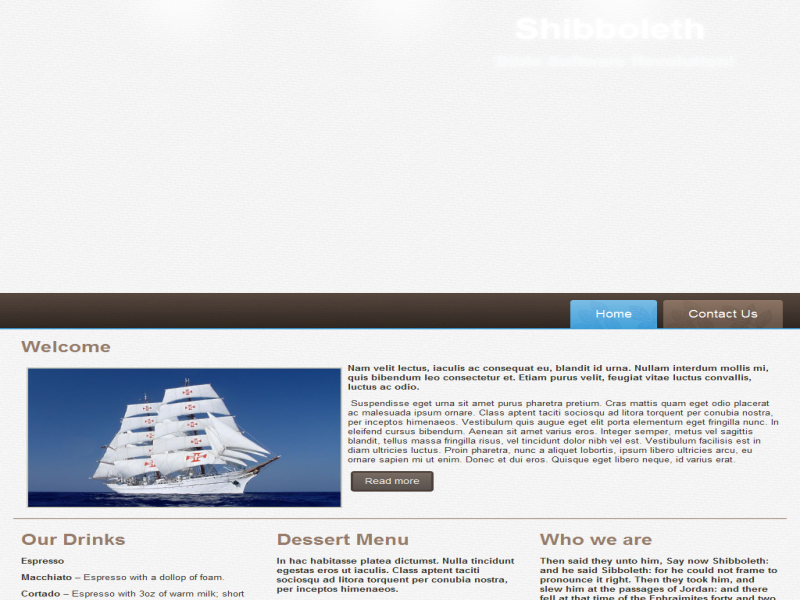 Shibboleth
Home
Contact Us
Welcome
Nam velit lectus, iaculis ac consequat eu, blandit id urna. Nullam interdum mollis mi,
quis bibendum leo consectetur et. Etiam purus velit, feugiat vitae luctus convallis,
luctus ac odio.
Suspendisse eget urna sit amet purus pharetra pretium. Cras mattis quam eget odio placerat
ac malesuada ipsum ornare. Class aptent taciti sociosqu ad litora torquent per conubia nostra,
per inceptos himenaeos. Vestibulum quis augue eget elit porta elementum eget fringilla nunc. In
eleifend cursus bibendum. Aenean sit amet varius eros. Integer semper, metus vel sagittis
blandit, tellus massa fringilla risus, vel tincidunt dolor nibh vel est. Vestibulum facilisis est in
diam ultricies luctus. Proin pharetra, nunc a aliquet lobortis, ipsum libero ultricies arcu, eu
ornare sapien mi ut enim. Donec et dui eros. Quisque eget libero neque, id varius erat.
Read more
Our Drinks
Espresso
Macchiato – Espresso with a dollop of foam.
Cortado – Espresso with 3oz of warm milk; short
Dessert Menu
In hac habitasse platea dictumst. Nulla tincidunt
egestas eros ut iaculis. Class aptent taciti
sociosqu ad litora torquent per conubia nostra,
per inceptos himenaeos.
Who we are
Then said they unto him, Say now Shibboleth:
and he said Sibboleth: for he could not frame to
pronounce it right. Then they took him, and
slew him at the passages of Jordan: and there
fell at that time of the Ephraimites forty and two